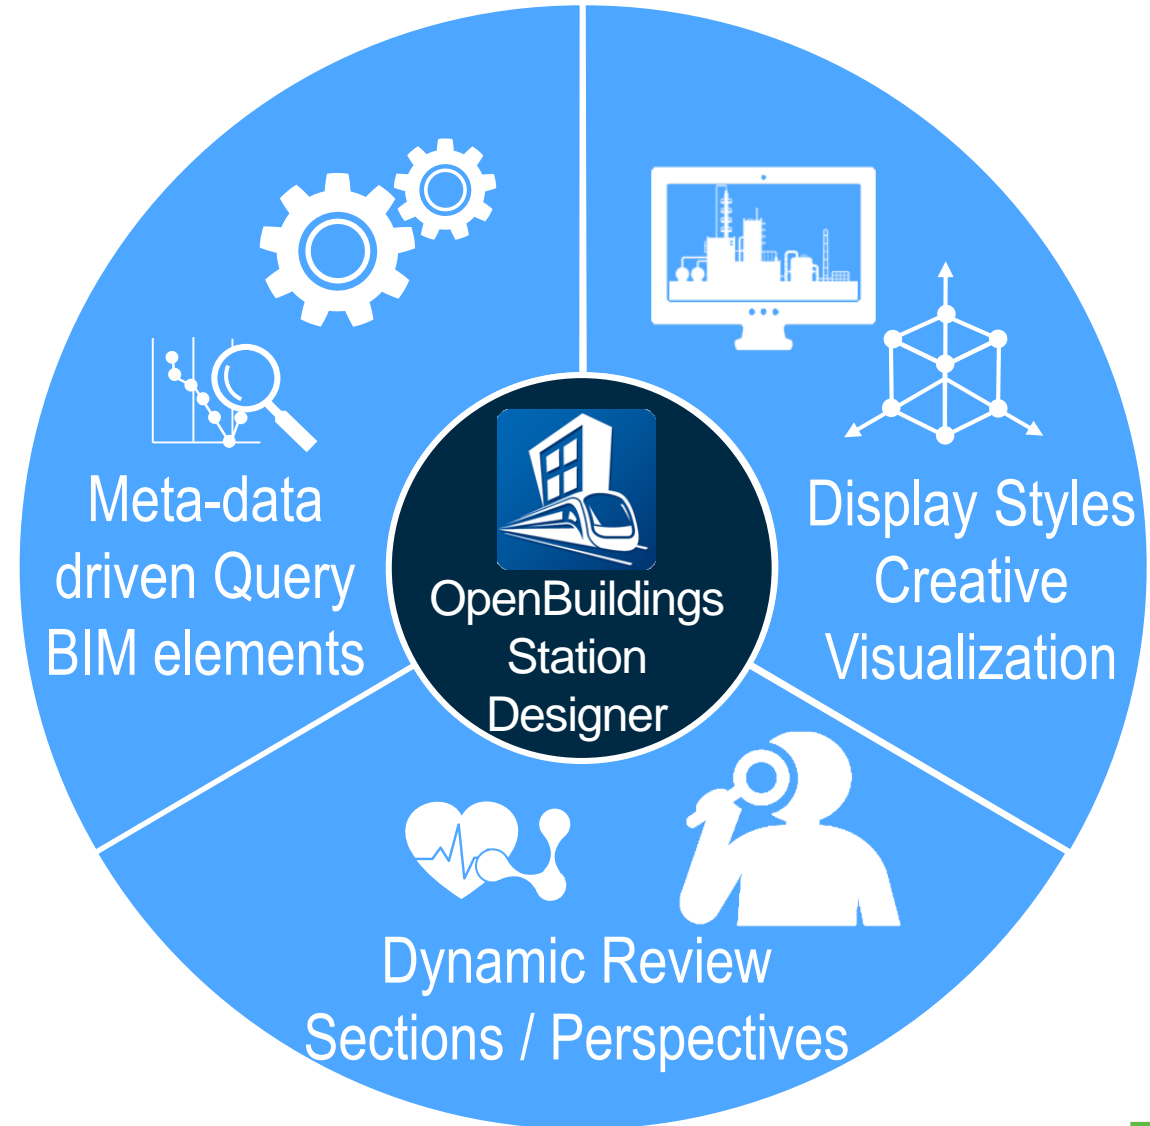 Meta-data
driven Query
BIM elements
Display Styles
Creative
Visualization
OpenBuildings
Station
Designer
Dynamic Review
Sections / Perspectives